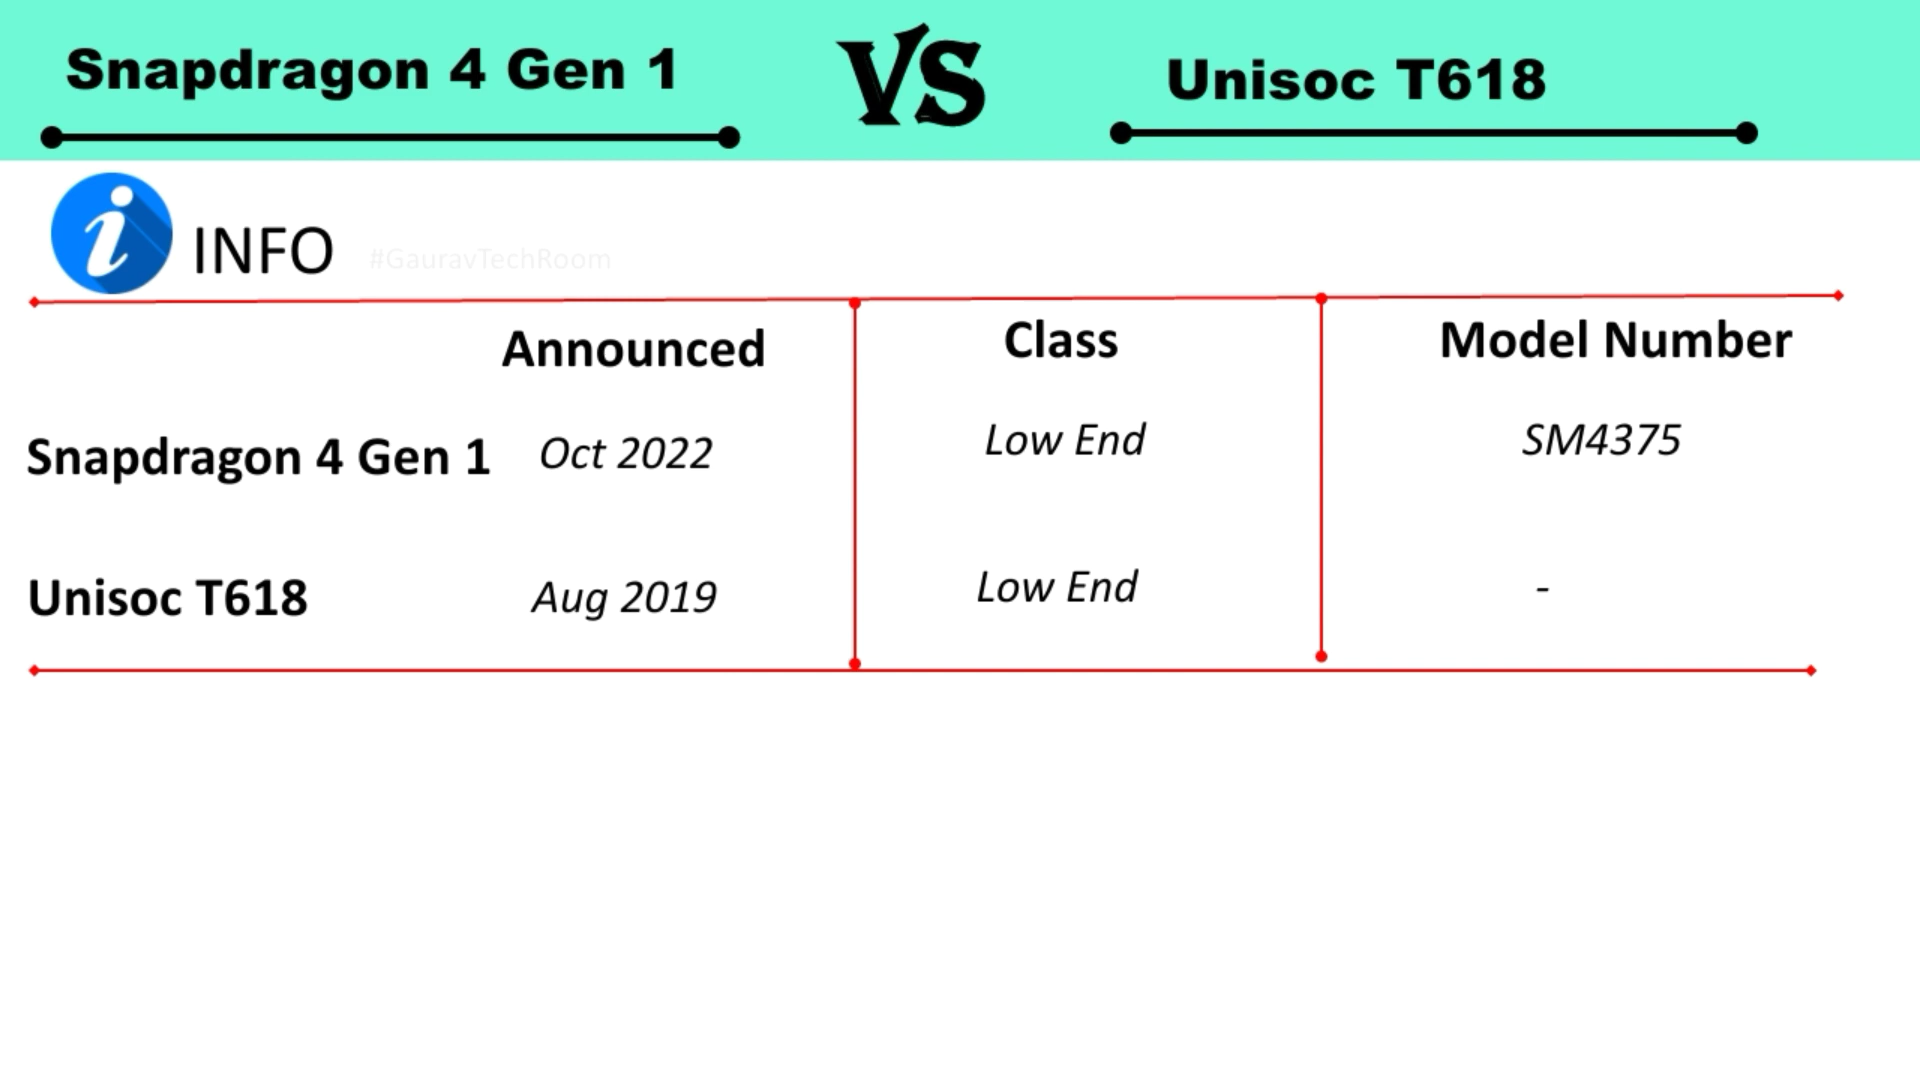 Snapdragon 4 Gen 1 VS Unisoc T618
i INFO #GauravTechRoom
Announced Class Model Number
Snapdragon 4 Gen 1 Oct 2022 Low End SM4375
Unisoc T618 Aug 2019 Low End -